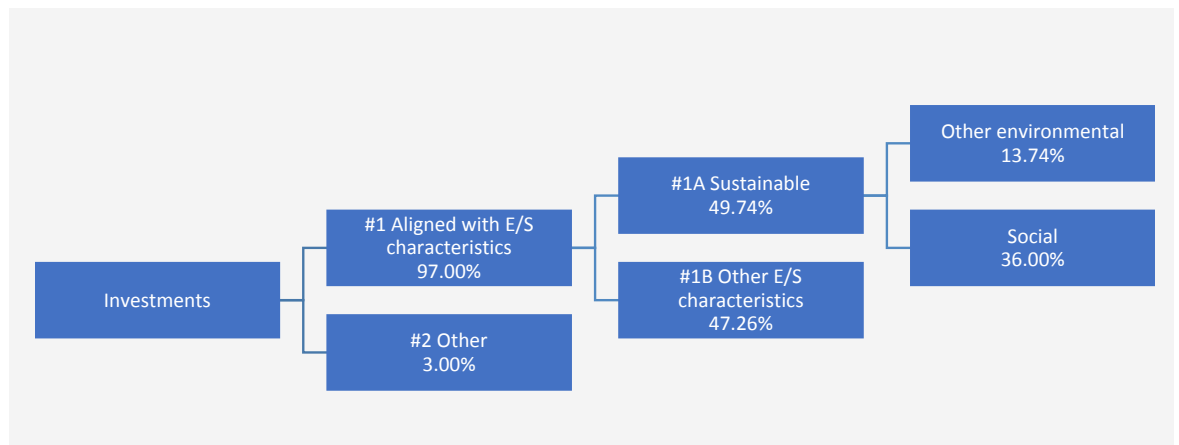 Investments
#1 Aligned with E/S
characteristics
97.00%
#2 Other
3.00%
#1A Sustainable
49.74%
#1B Other E/S
characteristics
47.26%
Other environmental
13.74%
Social
36.00%